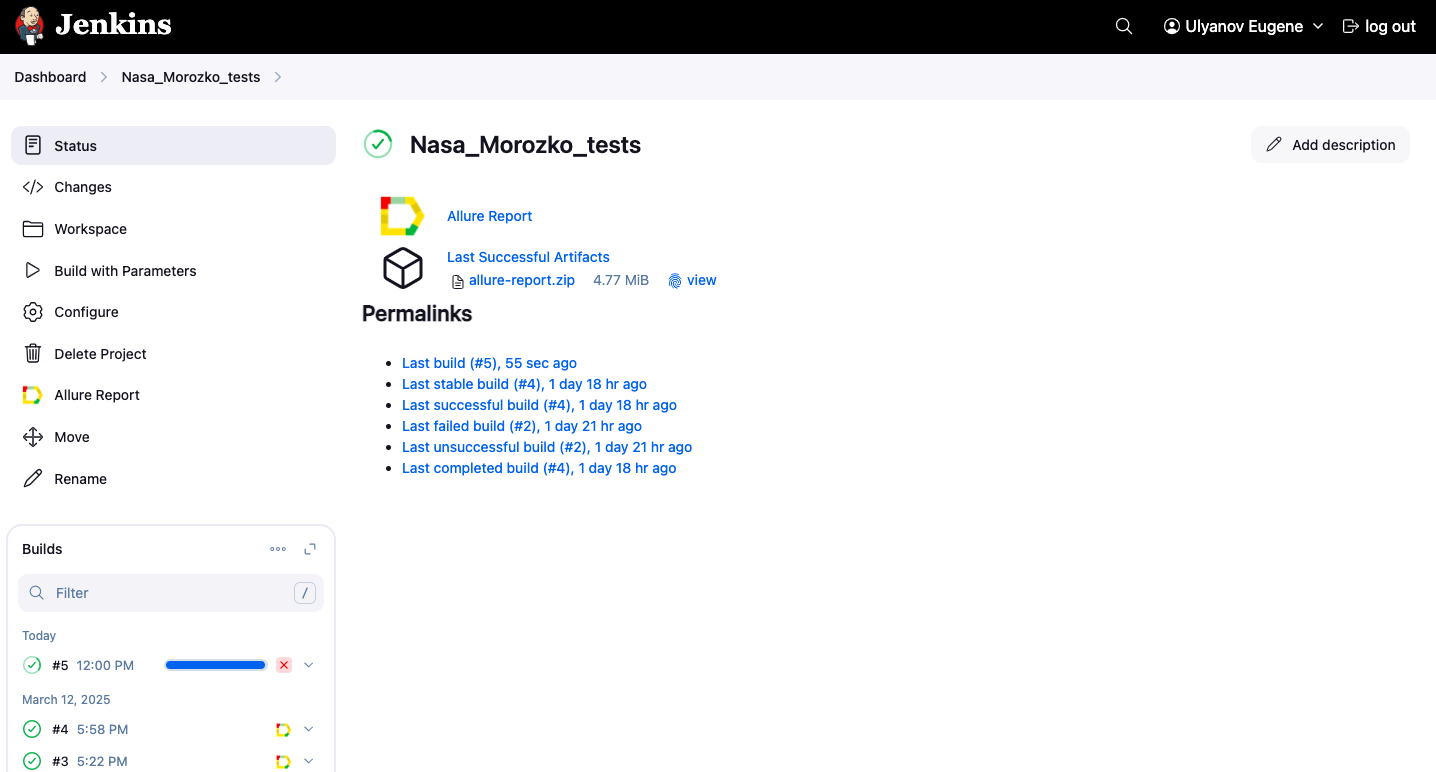 Jenkins
Ulyanov Eugene
log out
Dashboard
Nasa_Morozko_tests
Status
Changes
Workspace
Build with Parameters
Configure
Delete Project
Allure Report
Move
Rename
Builds
Filter
/
Today
#5 12:00 PM
March 12, 2025
#4 5:58 PM
#3 5:22 PM
Nasa_Morozko_tests
Add description
Allure Report
Last Successful Artifacts
allure-report.zip 4.77 MiB view
Permalinks
Last build (#5), 55 sec ago
Last stable build (#4), 1 day 18 hr ago
Last successful build (#4), 1 day 18 hr ago
Last failed build (#2), 1 day 21 hr ago
Last unsuccessful build (#2), 1 day 21 hr ago
Last completed build (#4), 1 day 18 hr ago